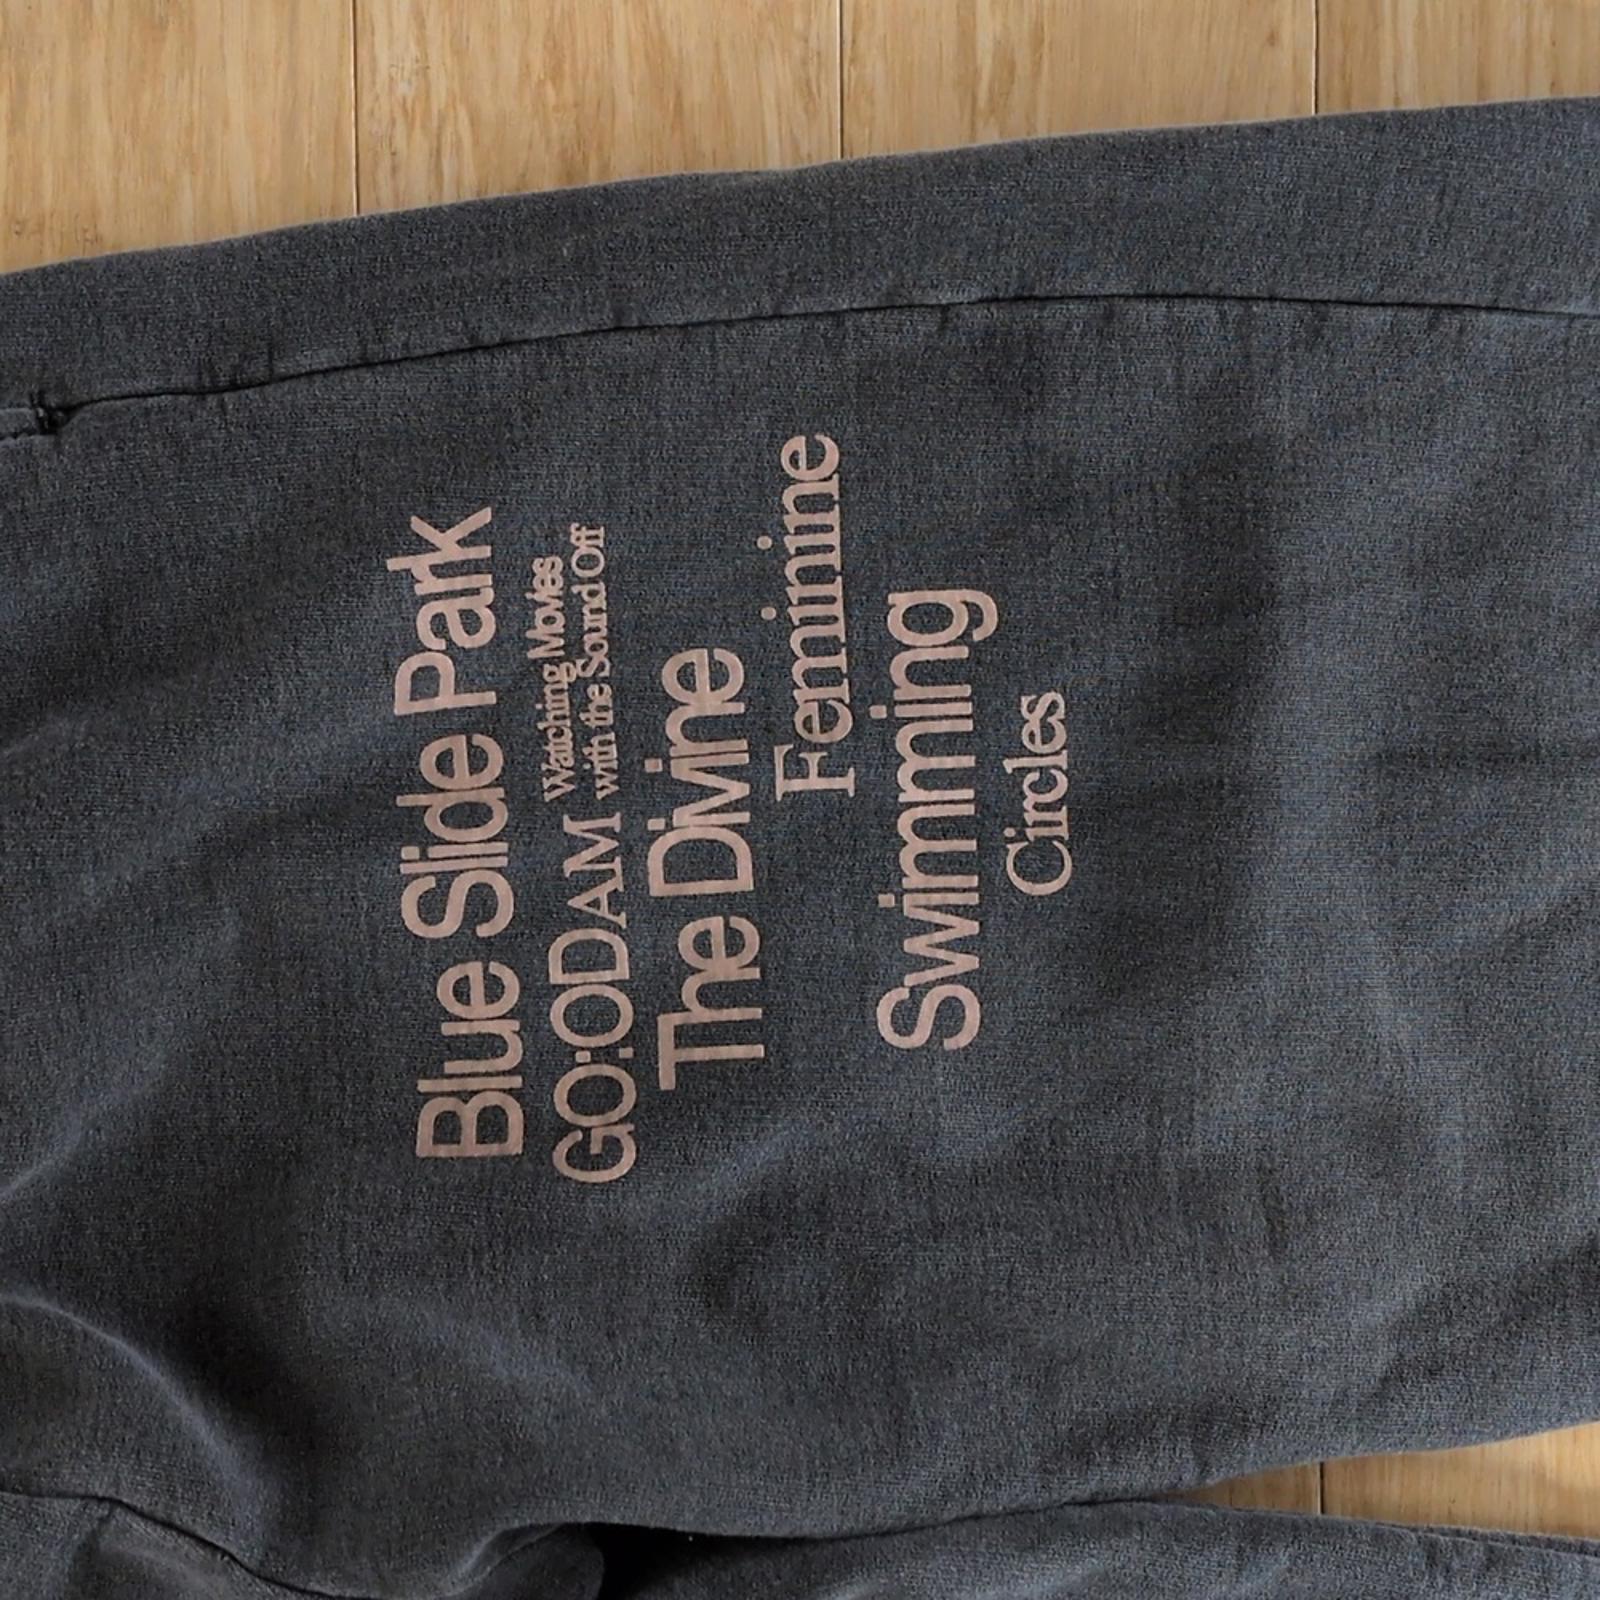 Blue Slide Park
GO:OD AM Watching Movies
with the Sound Off
The Divine
Feminine
Swimming
Circles